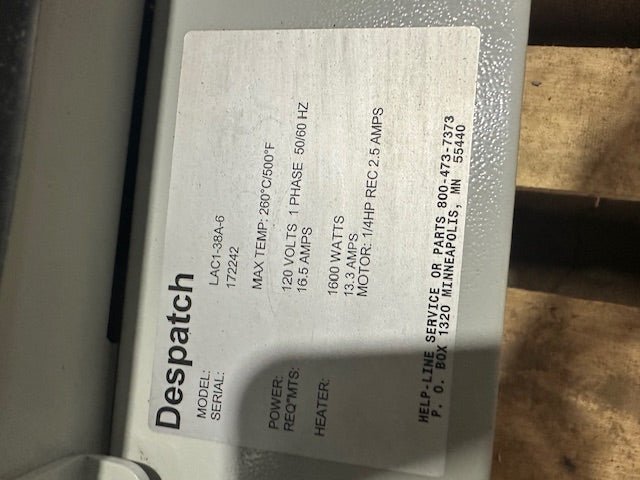 Despatch
MODEL: LAC1-38A-6
SERIAL: 172242
MAX TEMP: 260°C/500°F
POWER: 120 VOLTS 1 PHASE 50/60 HZ
REQ"MTS: 16.5 AMPS
HEATER: 1600 WATTS
13.3 AMPS
MOTOR: 1/4HP REC 2.5 AMPS
HELP-LINE SERVICE OR PARTS 800-473-7373
P. O. BOX 1320 MINNEAPOLIS, MN 55440